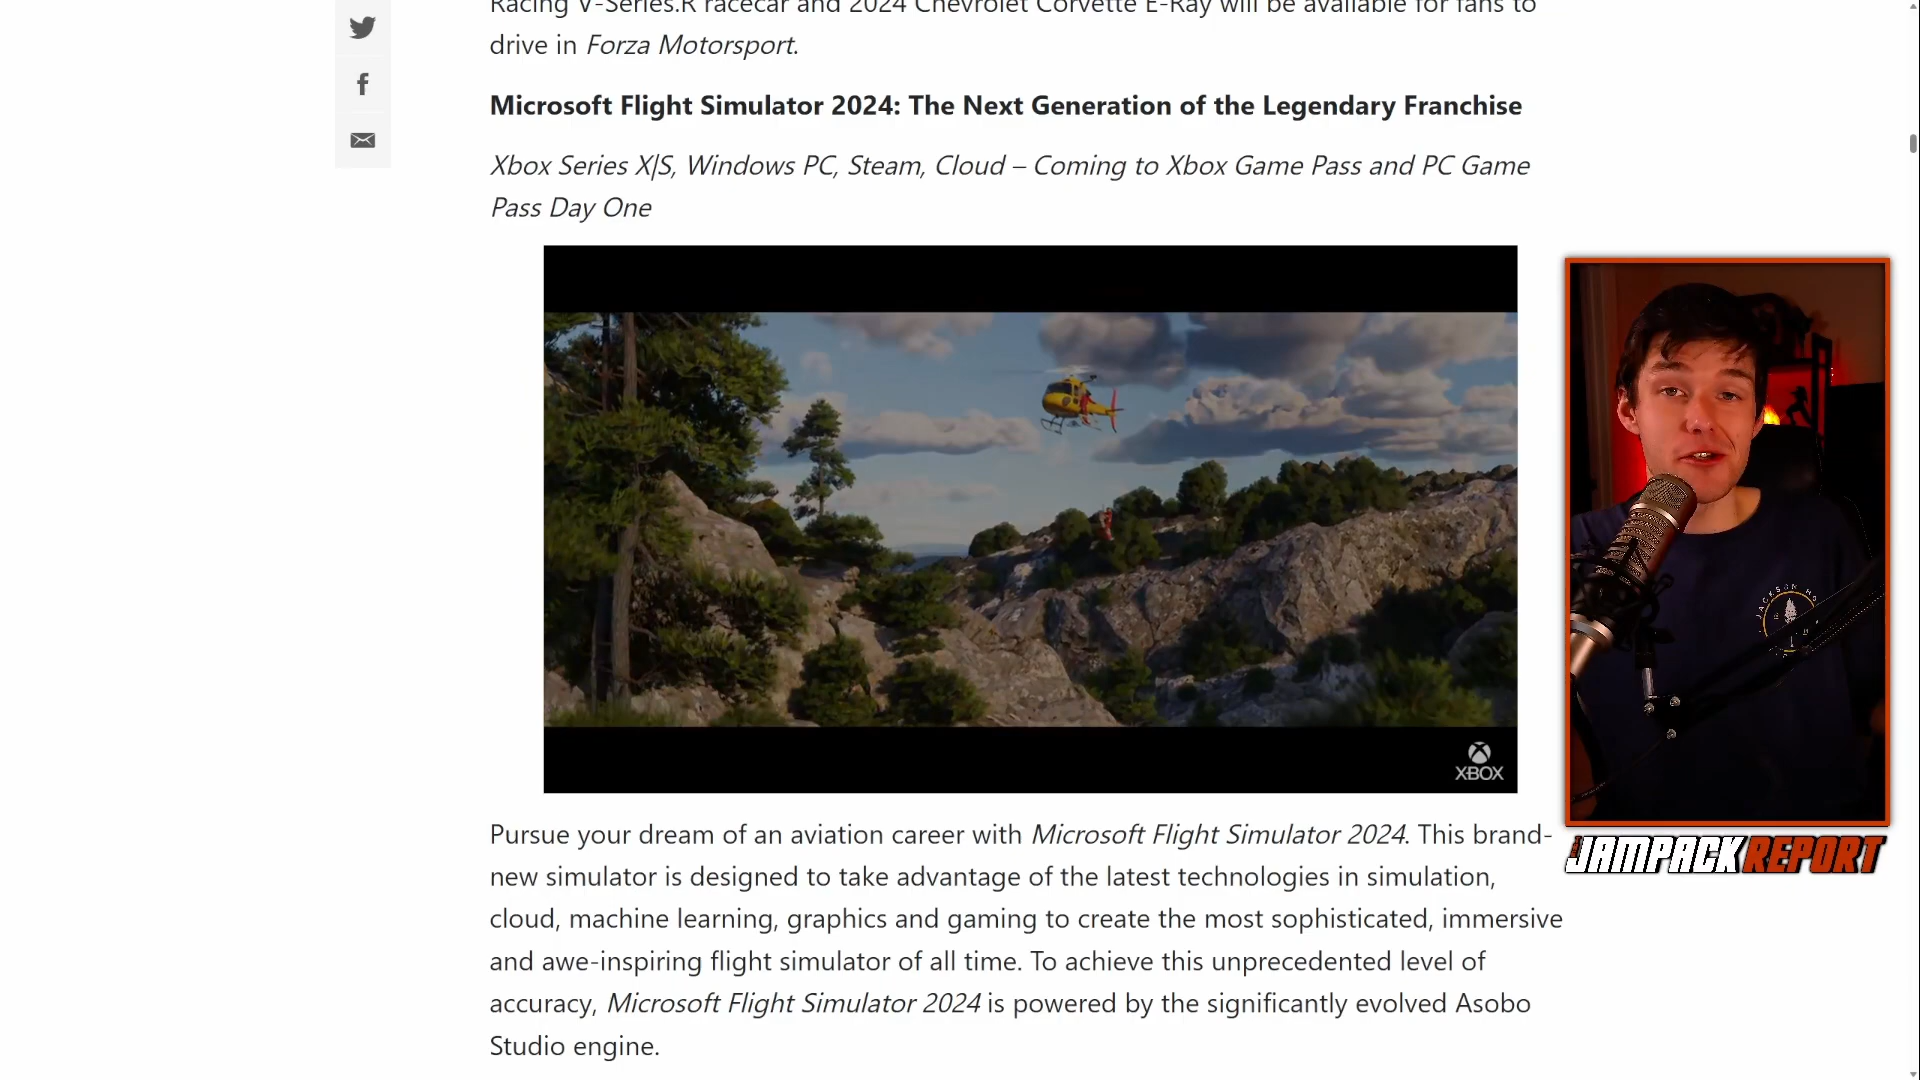 Racing V-Series.R racecar and 2024 Chevrolet Corvette E-Ray will be available for fans to
drive in Forza Motorsport.
Microsoft Flight Simulator 2024: The Next Generation of the Legendary Franchise
Xbox Series X|S, Windows PC, Steam, Cloud – Coming to Xbox Game Pass and PC Game
Pass Day One
XBOX
JACKSON
JAMPACK REPORT
Pursue your dream of an aviation career with Microsoft Flight Simulator 2024. This brand-
new simulator is designed to take advantage of the latest technologies in simulation,
cloud, machine learning, graphics and gaming to create the most sophisticated, immersive
and awe-inspiring flight simulator of all time. To achieve this unprecedented level of
accuracy, Microsoft Flight Simulator 2024 is powered by the significantly evolved Asobo
Studio engine.